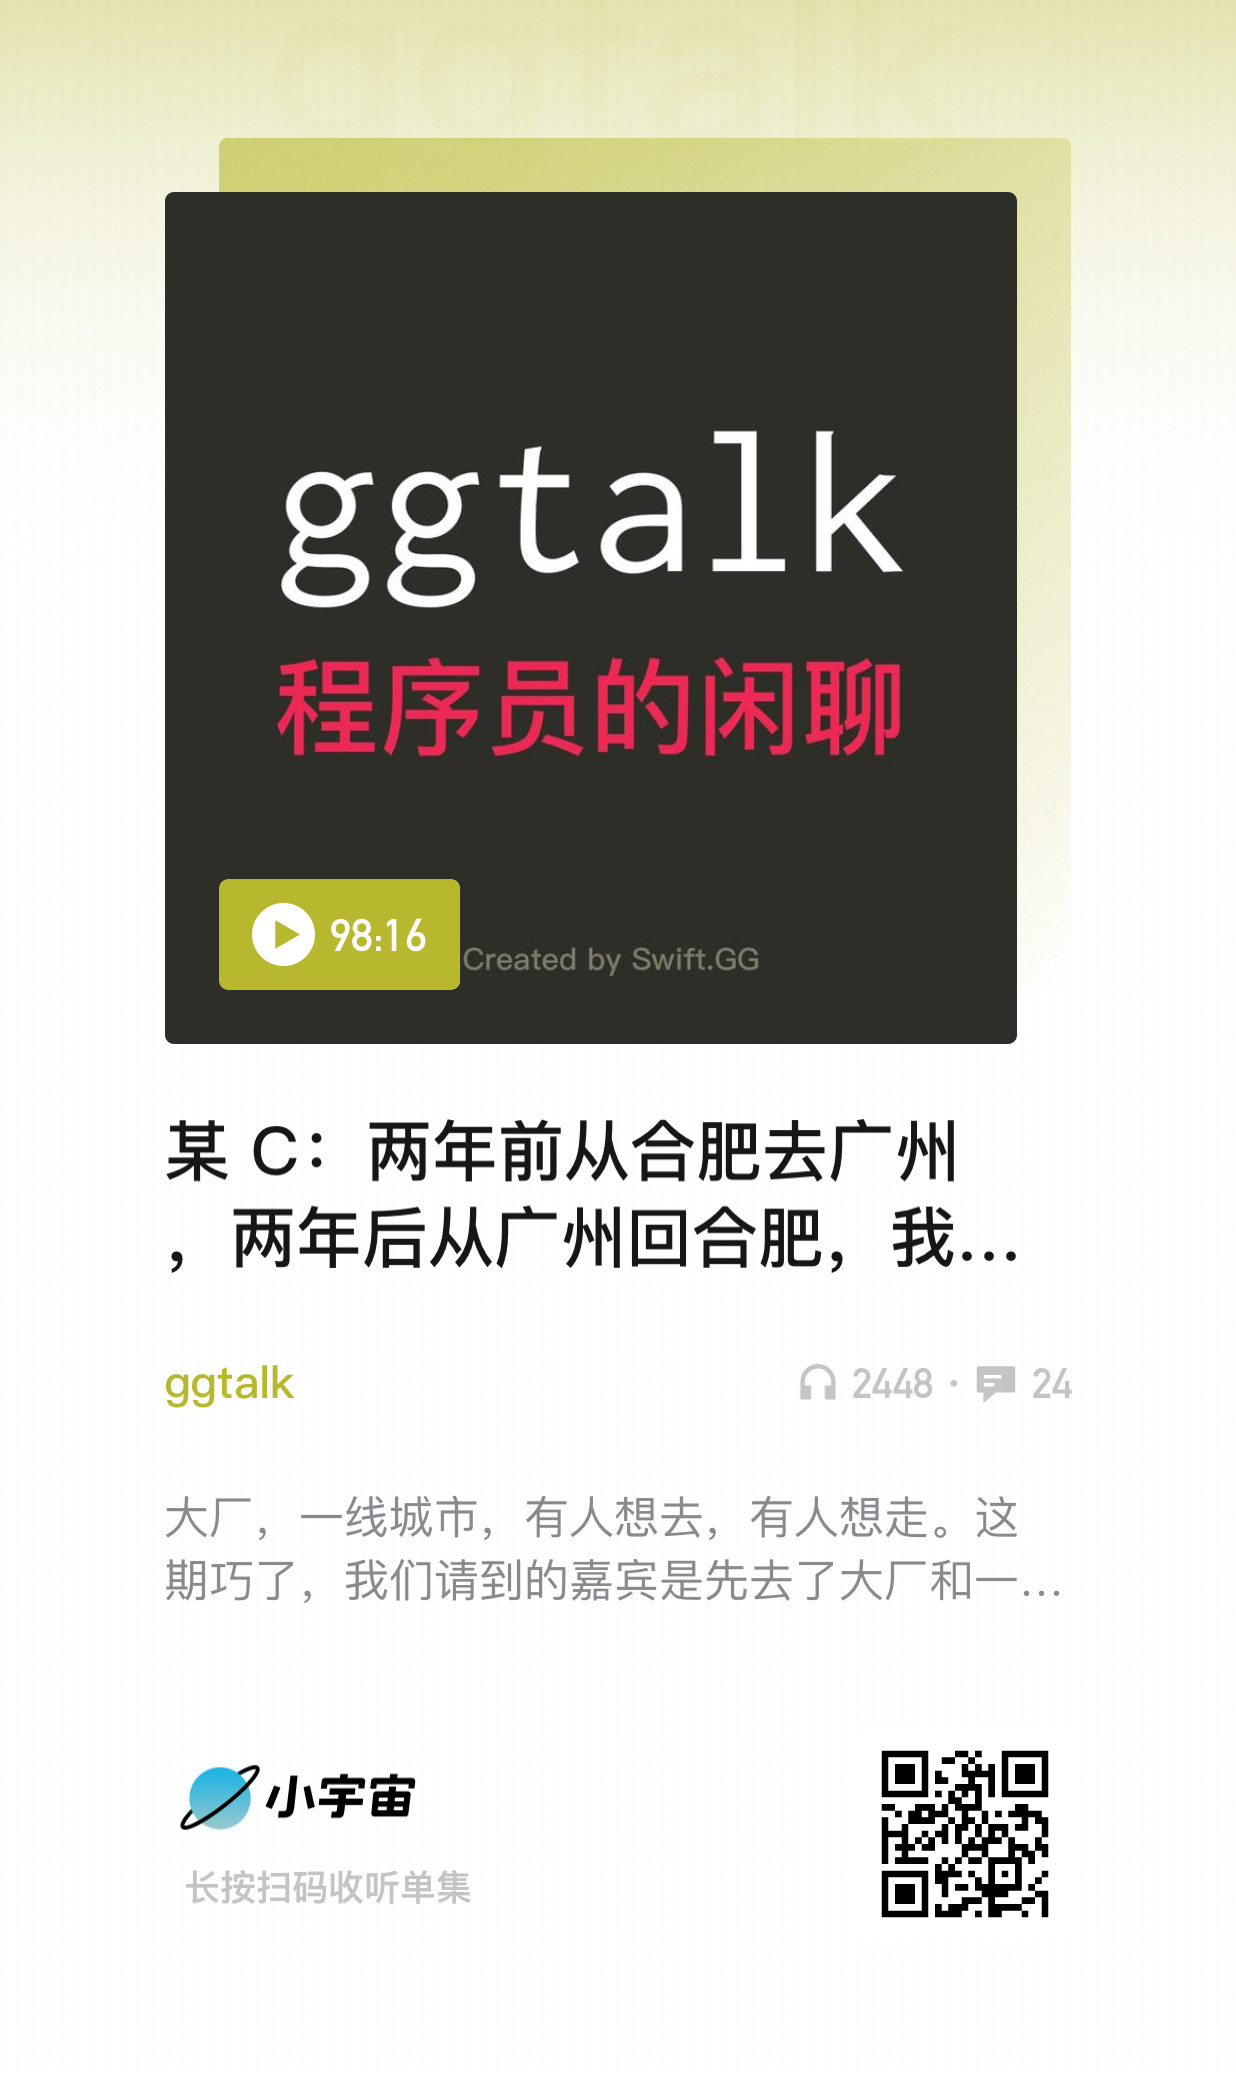 ggtalk
程序员的闲聊
98:16
Created by Swift.GG
某 C：两年前从合肥去广州
，两年后从广州回合肥，我...
ggtalk
2448 · 24
大厂，一线城市，有人想去，有人想走。这
期巧了，我们请到的嘉宾是先去了大厂和一...
小宇宙
长按扫码收听单集